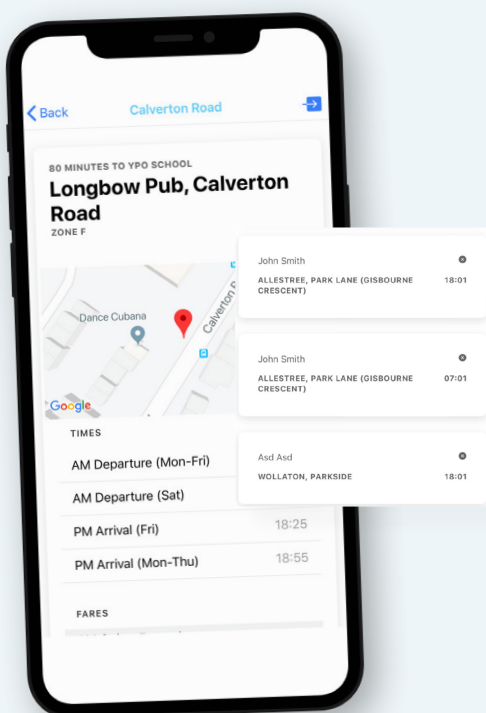 Back
Calverton Road
80 MINUTES TO YPO SCHOOL
Longbow Pub, Calverton
Road
ZONE F
Dance Cubana
Calverton
Google
TIMES
AM Departure (Mon-Fri)
AM Departure (Sat)
PM Arrival (Fri) 18:25
PM Arrival (Mon-Thu) 18:55
FARES
John Smith
ALLESTREE, PARK LANE (GISBOURNE 18:01
CRESCENT)
John Smith
ALLESTREE, PARK LANE (GISBOURNE 07:01
CRESCENT)
Asd Asd
WOLLATON, PARKSIDE 18:01